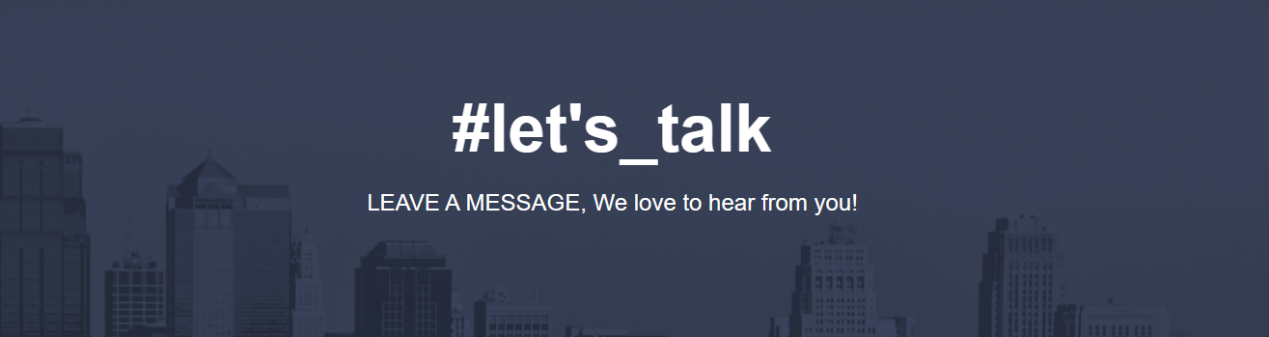 #let's_talk
LEAVE A MESSAGE, We love to hear from you!